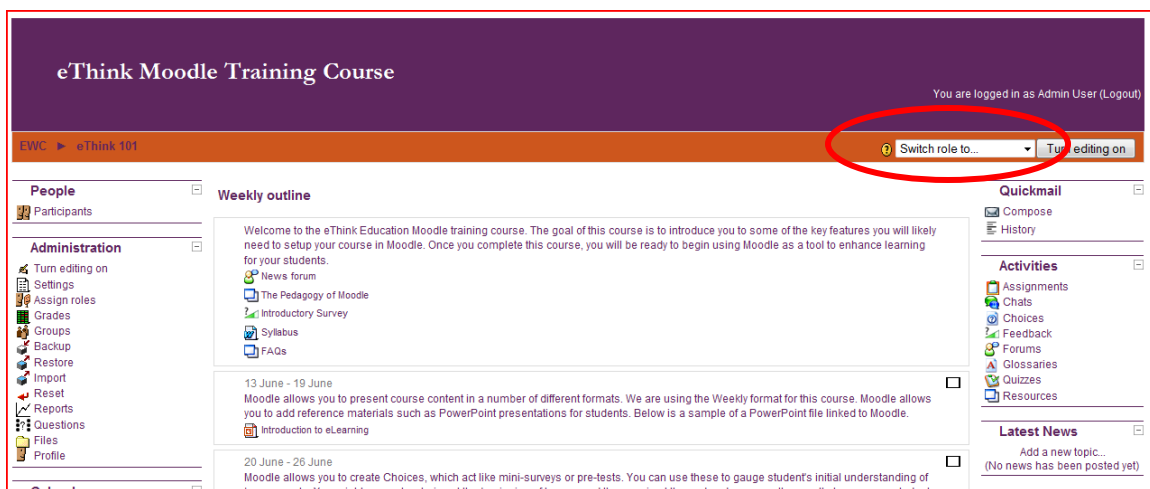 eThink Moodle Training Course
You are logged in as Admin User (Logout)
EWC ► eThink 101
Switch role to...
Turn editing on
People
Participants
Administration
Turn editing on
Settings
Assign roles
Grades
Groups
Backup
Restore
Import
Reset
Reports
Questions
Files
Profile
Weekly outline
Welcome to the eThink Education Moodle training course. The goal of this course is to introduce you to some of the key features you will likely
need to setup your course in Moodle. Once you complete this course, you will be ready to begin using Moodle as a tool to enhance learning
for your students.
News forum
The Pedagogy of Moodle
Introductory Survey
Syllabus
FAQs
13 June - 19 June
Moodle allows you to present course content in a number of different formats. We are using the Weekly format for this course. Moodle allows
you to add reference materials such as PowerPoint presentations for students. Below is a sample of a PowerPoint file linked to Moodle.
Introduction to eLearning
20 June - 26 June
Moodle allows you to create Choices, which act like mini-surveys or pre-tests. You can use these to gauge student's initial understanding of
Quickmail
Compose
History
Activities
Assignments
Chats
Choices
Feedback
Forums
Glossaries
Quizzes
Resources
Latest News
Add a new topic...
(No news has been posted yet)